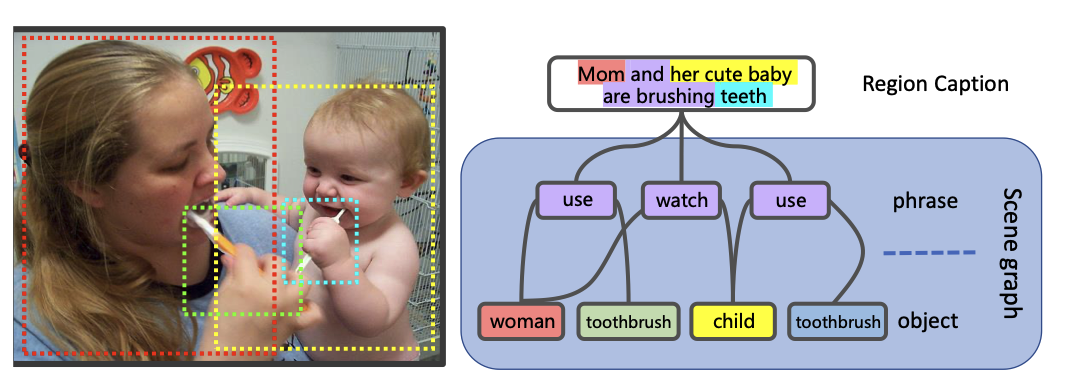 Mom and her cute baby
are brushing teeth
Region Caption
use
watch
use
phrase
Scene graph
woman
toothbrush
child
toothbrush
object